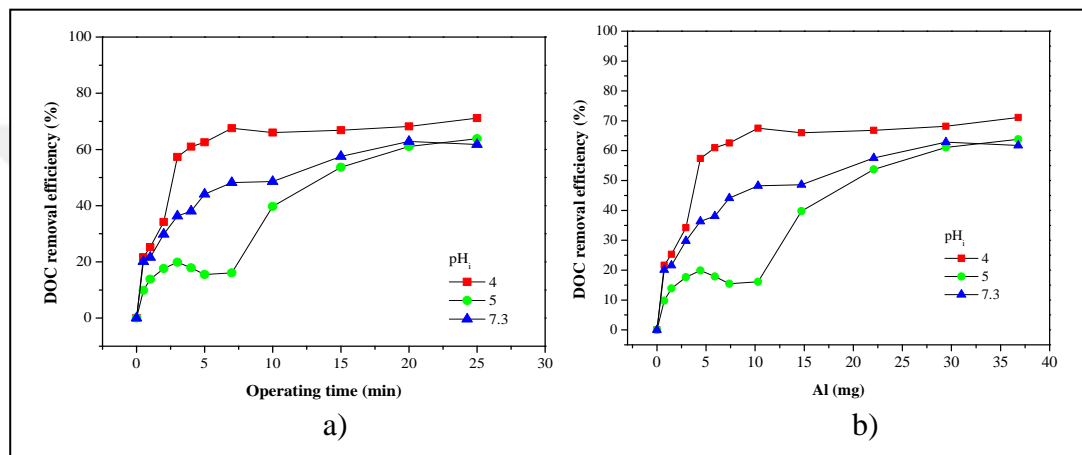 100
80
60
40
20
0
DOC removal efficiency (%)
pHi
4
5
7.3
0 5 10 15 20 25 30
Operating time (min)
a)
100
90
80
70
60
50
40
30
20
10
0
DOC removal efficiency (%)
pHi
4
5
7.3
0 5 10 15 20 25 30 35 40
Al (mg)
b)